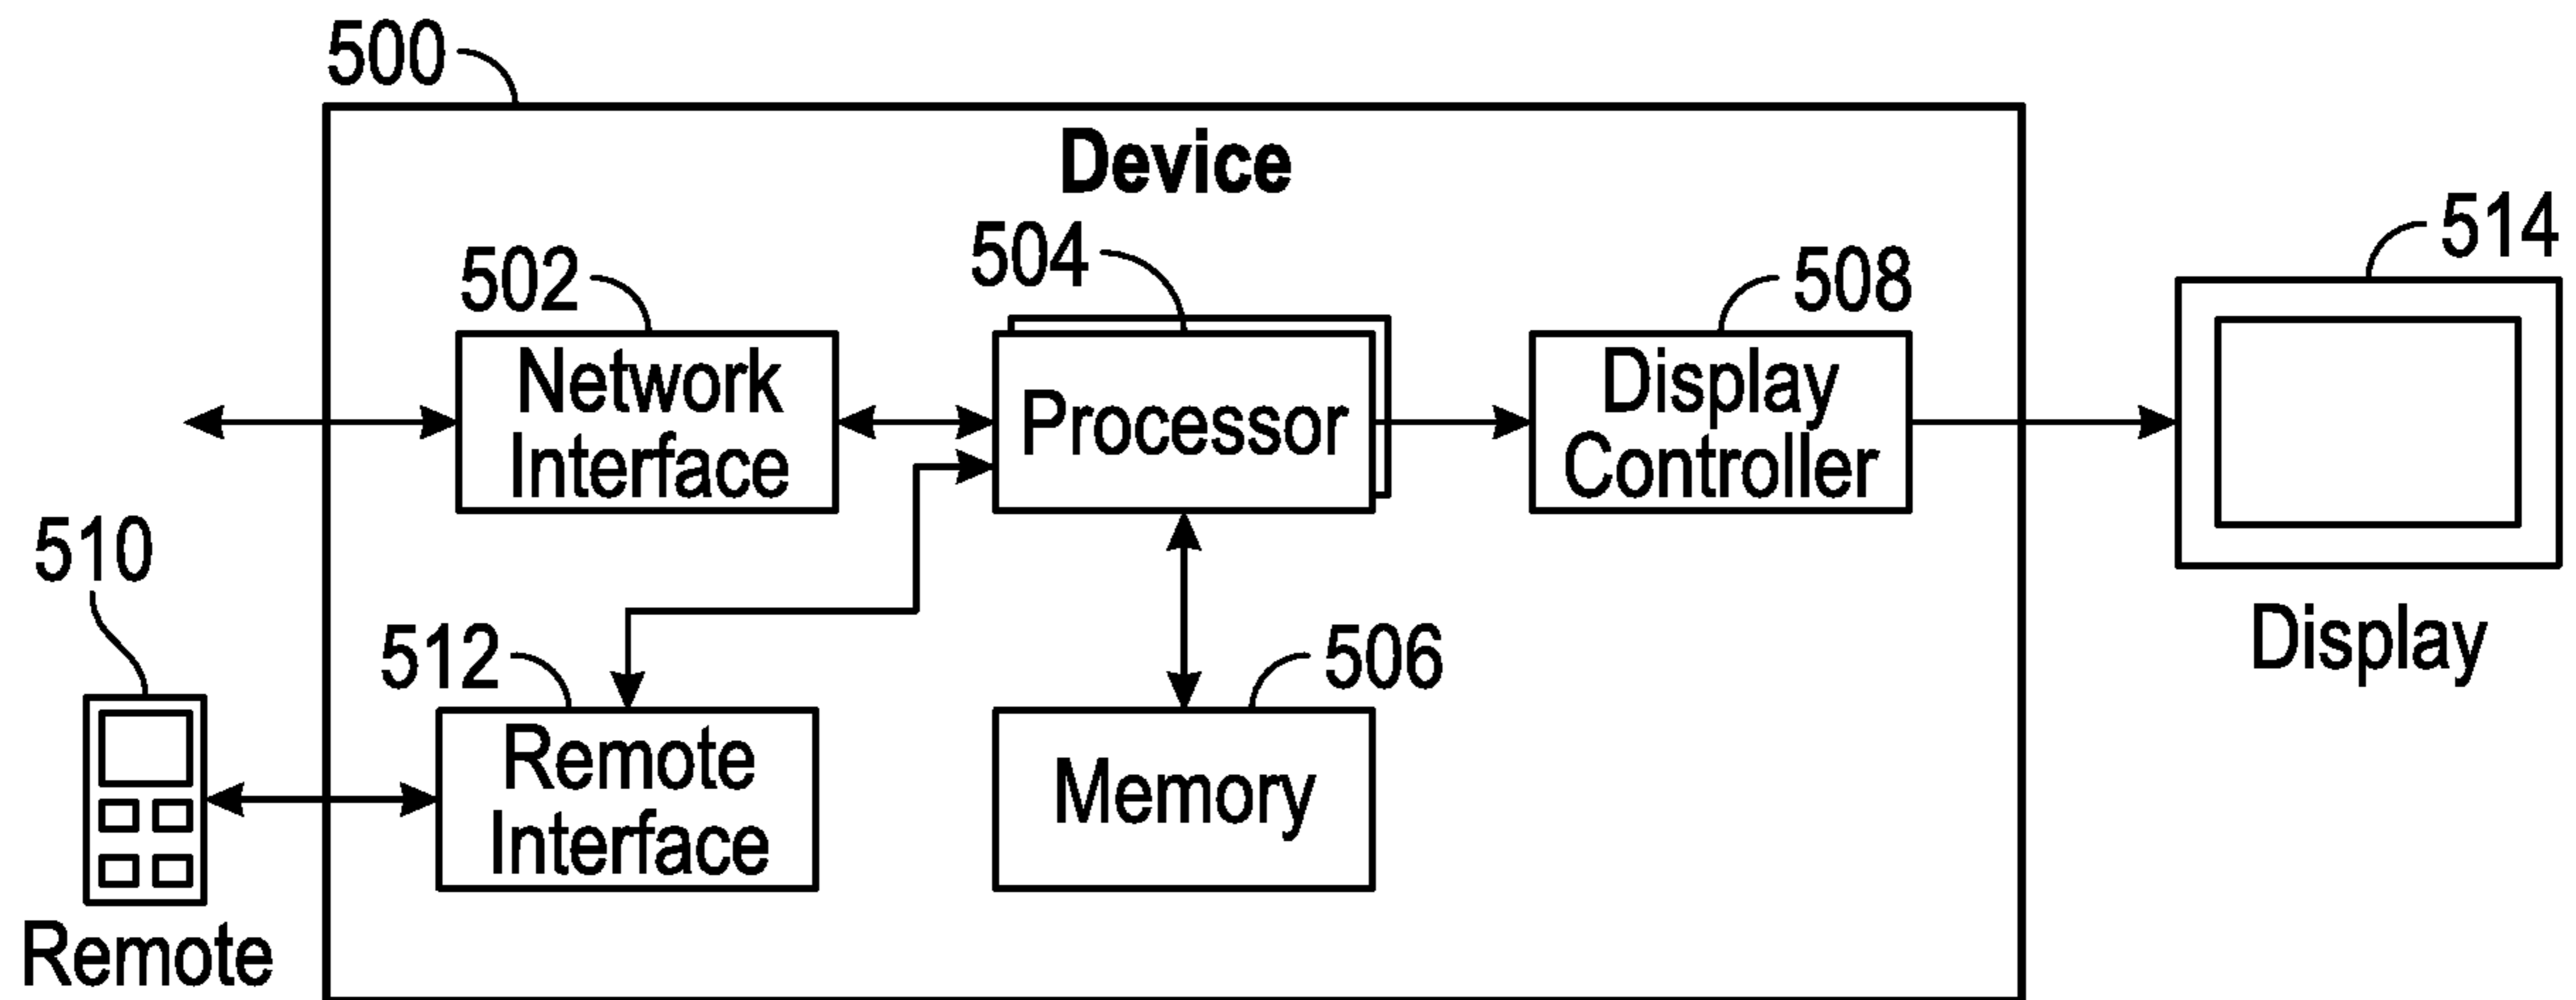 500
Device
502
504
508
514
Network
Interface
Processor
Display
Controller
510
512
506
Display
Remote
Interface
Memory
Remote